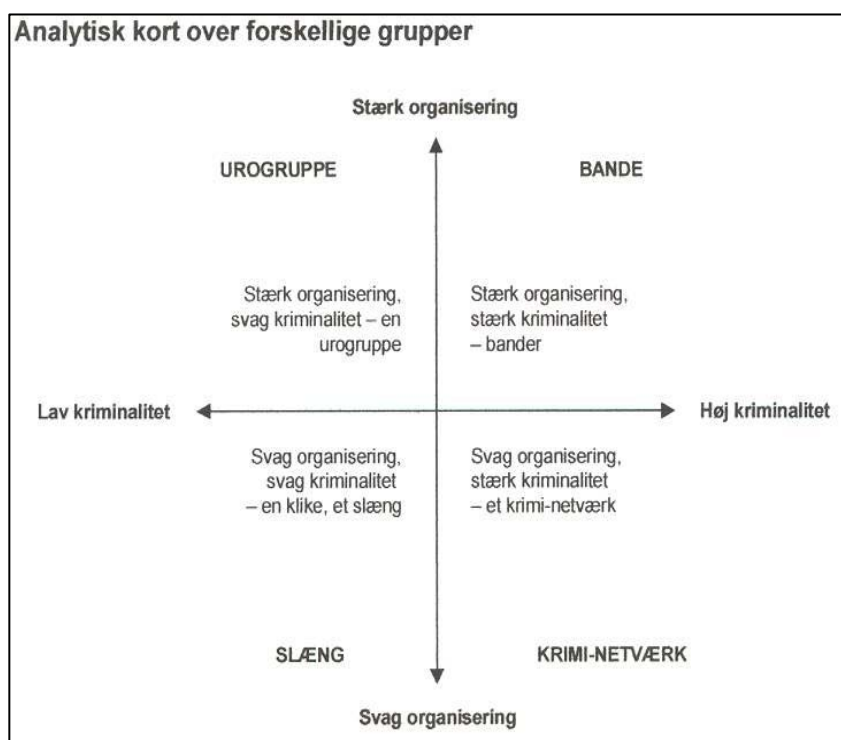 Analytisk kort over forskellige grupper
Stærk organisering
UROGRUPPE
BANDE
Stærk organisering,
svag kriminalitet – en
urogruppe
Stærk organisering,
stærk kriminalitet
– bander
Lav kriminalitet
Høj kriminalitet
Svag organisering,
svag kriminalitet
– en klike, et slæng
Svag organisering,
stærk kriminalitet
– et krimi-netværk
SLÆNG
KRIMI-NETVÆRK
Svag organisering